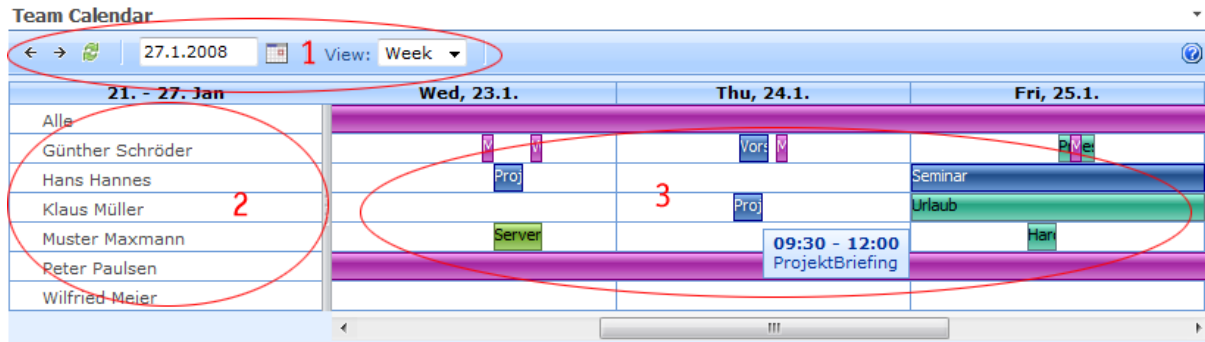 Team Calendar
27.1.2008 1 View: Week
21. - 27. Jan Wed, 23.1. Thu, 24.1. Fri, 25.1.
Alle
Günther Schröder M Vors M
Hans Hannes Proj 3 Seminar
Klaus Müller 2 Proj Urlaub
Muster Maxmann Server Hard
09:30 - 12:00
ProjektBriefing
Peter Paulsen
Wilfried Meier